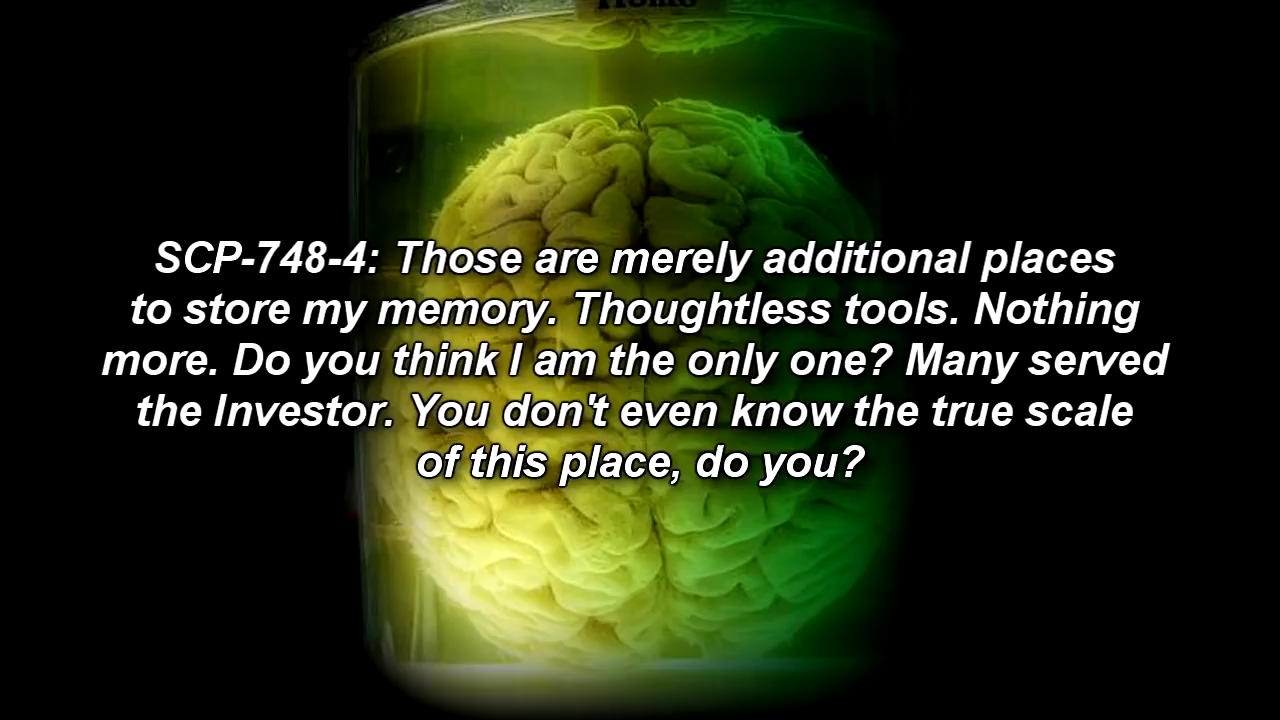 SCP-748-4: Those are merely additional places
to store my memory. Thoughtless tools. Nothing
more. Do you think I am the only one? Many served
the Investor. You don't even know the true scale
of this place, do you?